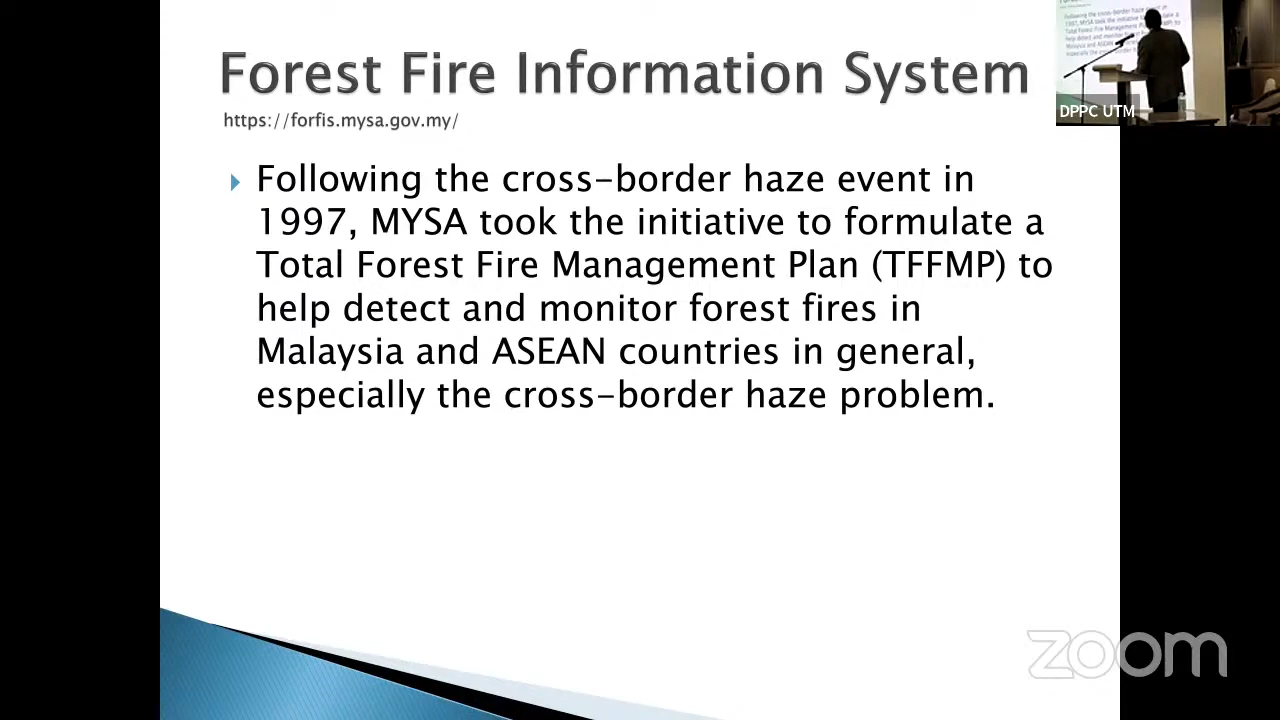 Forest Fire Information System
https://forfis.mysa.gov.my/
Following the cross-border haze event in
1997, MYSA took the initiative to formulate a
Total Forest Fire Management Plan (TFFMP) to
help detect and monitor forest fires in
Malaysia and ASEAN countries in general,
especially the cross-border haze problem.
DPPC UTM
zoom